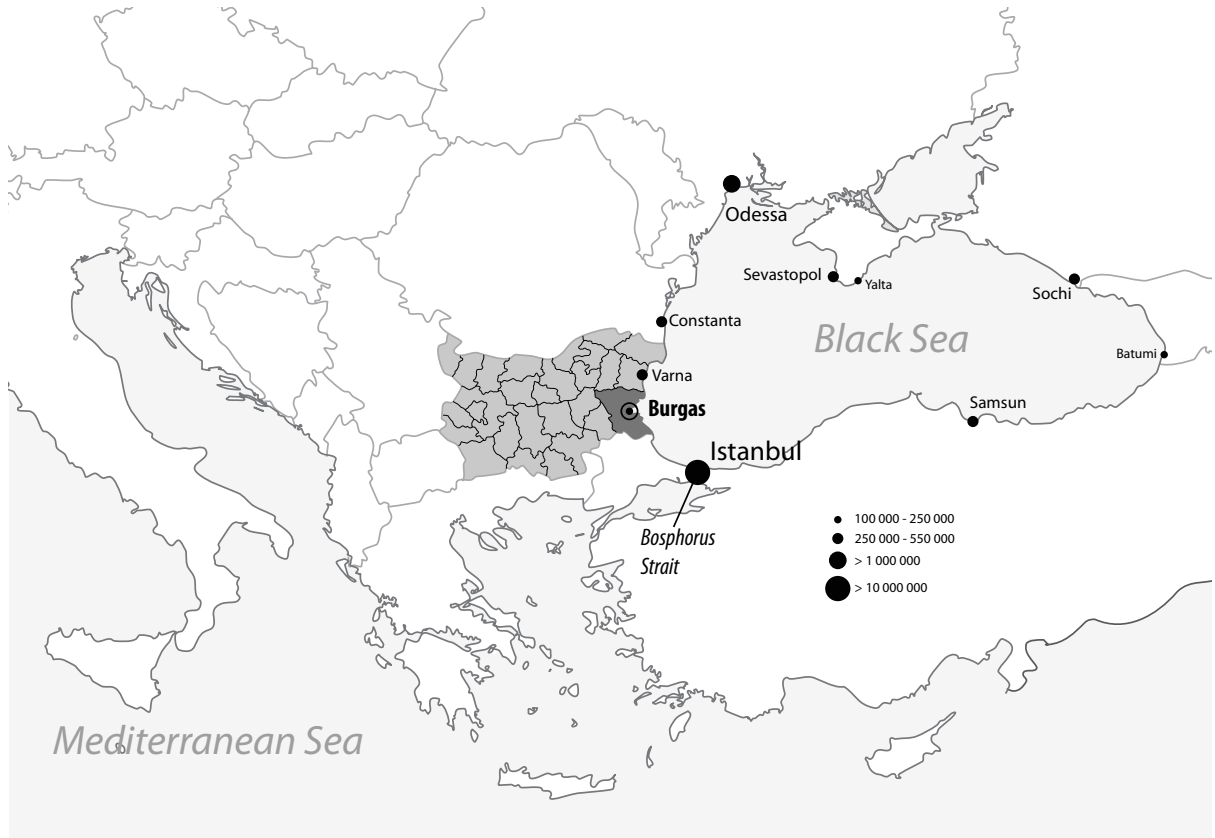 Odessa
Sevastopol
Yalta
Sochi
Constanta
Black Sea
Batumi
Varna
Burgas
Samsun
Istanbul
Bosphorus
Strait
100 000 - 250 000
250 000 - 550 000
> 1 000 000
> 10 000 000
Mediterranean Sea